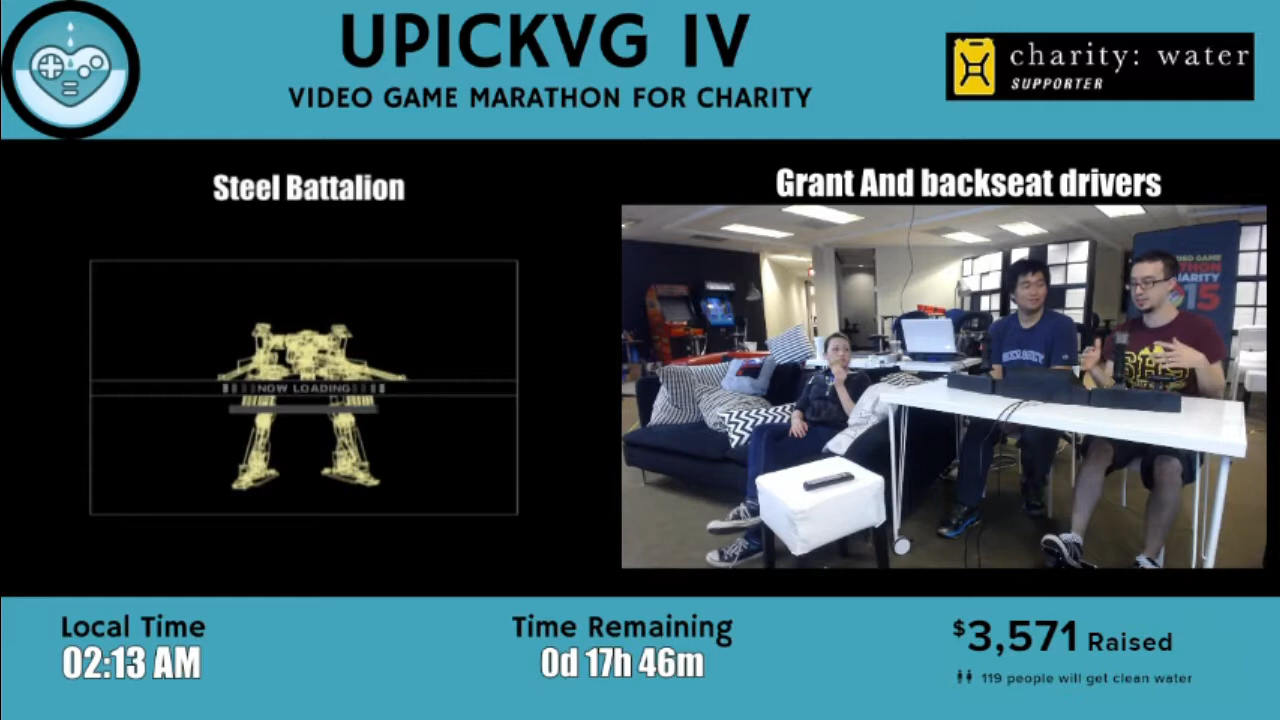 UPICKVG IV
VIDEO GAME MARATHON FOR CHARITY
charity: water
SUPPORTER
Steel Battalion
Grant And backseat drivers
NOW LOADING
15
Local Time
02:13 AM
Time Remaining
0d 17h 46m
$3,571 Raised
119 people will get clean water